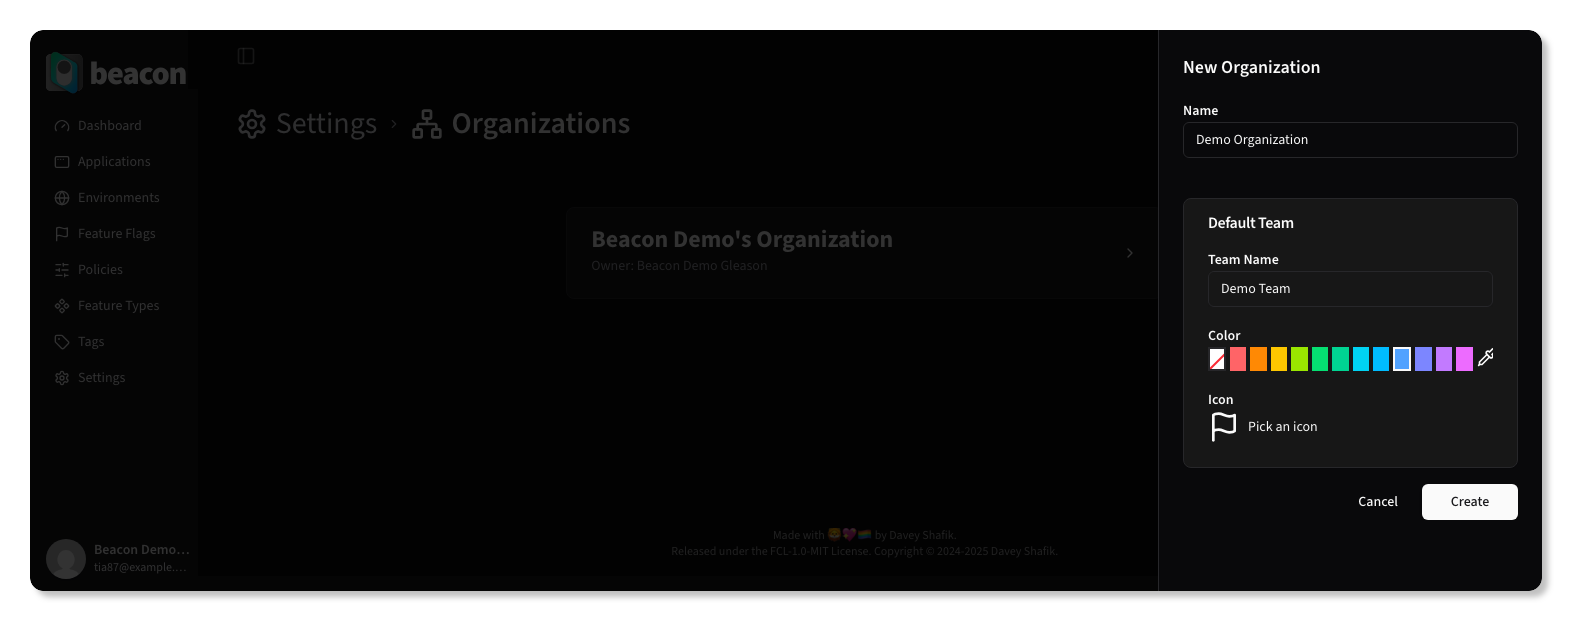 beacon
Dashboard
Applications
Environments
Feature Flags
Policies
Feature Types
Tags
Settings
Beacon Demo...
tia87@example....
Settings > Organizations
Beacon Demo's Organization
Owner: Beacon Demo Gleason
Made with 🦁💖🏳️‍🌈 by Davey Shafik.
Released under the FCL-1.0-MIT License. Copyright © 2024-2025 Davey Shafik.
New Organization
Name
Demo Organization
Default Team
Team Name
Demo Team
Color
Icon
Pick an icon
Cancel
Create